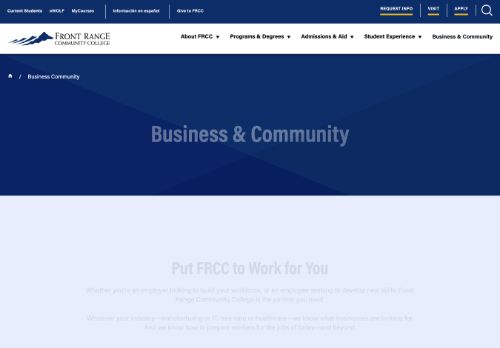 Current Students eWOLF MyCourses Información en español Give to FRCC REQUEST INFO VISIT APPLY
FRONT RANGE
COMMUNITY COLLEGE
About FRCC Programs & Degrees Admissions & Aid Student Experience Business & Community
/ Business Community
Business & Community
Put FRCC to Work for You
Whether you're an employer looking to build your workforce, or an employee seeking to develop new skills, Front
Range Community College is the partner you need.
Whatever your industry—manufacturing or IT, tree care or healthcare—we know what businesses are looking for.
And we know how to prepare workers for the jobs of today—and beyond.